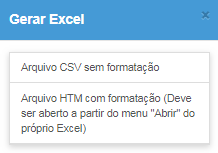 Gerar Excel
×
Arquivo CSV sem formatação
Arquivo HTM com formatação (Deve
ser aberto a partir do menu "Abrir" do
próprio Excel)